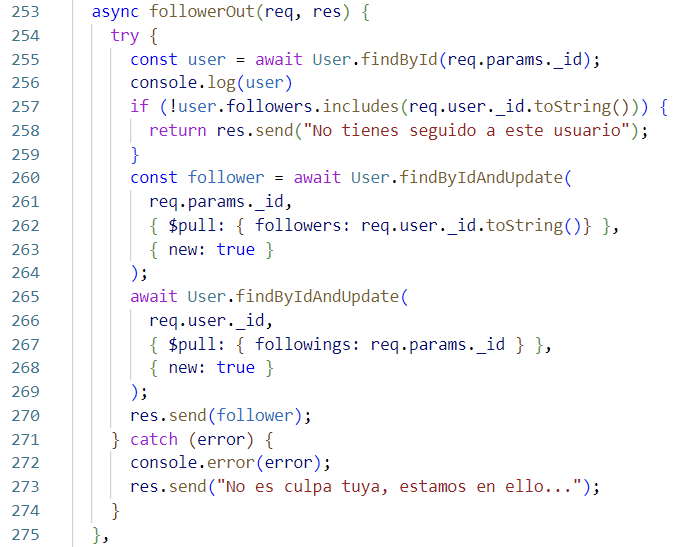 253 async followerOut(req, res) {
254 try {
255 const user = await User.findById(req.params._id);
256 console.log(user)
257 if (!user.followers.includes(req.user._id.toString())) {
258 return res.send("No tienes seguido a este usuario");
259 }
260 const follower = await User.findByIdAndUpdate(
261 req.params._id,
262 { $pull: { followers: req.user._id.toString()} },
263 { new: true }
264 );
265 await User.findByIdAndUpdate(
266 req.user._id,
267 { $pull: { followings: req.params._id } },
268 { new: true }
269 );
270 res.send(follower);
271 } catch (error) {
272 console.error(error);
273 res.send("No es culpa tuya, estamos en ello...");
274 }
275 },